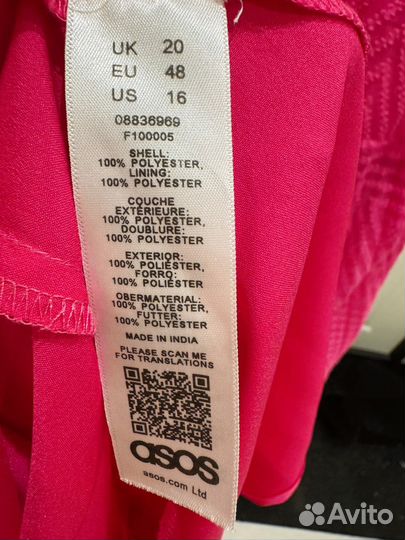 UK 20
EU 48
US 16
08836969
F100005
SHELL:
100% POLYESTER,
LINING:
100% POLYESTER
COUCHE
EXTÉRIEURE:
100% POLYESTER,
DOUBLURE:
100% POLYESTER
EXTERIOR:
100% POLIÉSTER,
FORRO:
100% POLIÉSTER
OBERMATERIAL:
100% POLYESTER,
FUTTER:
100% POLYESTER
MADE IN INDIA
PLEASE SCAN ME
FOR TRANSLATIONS
asos
asos.com Ltd
Avito